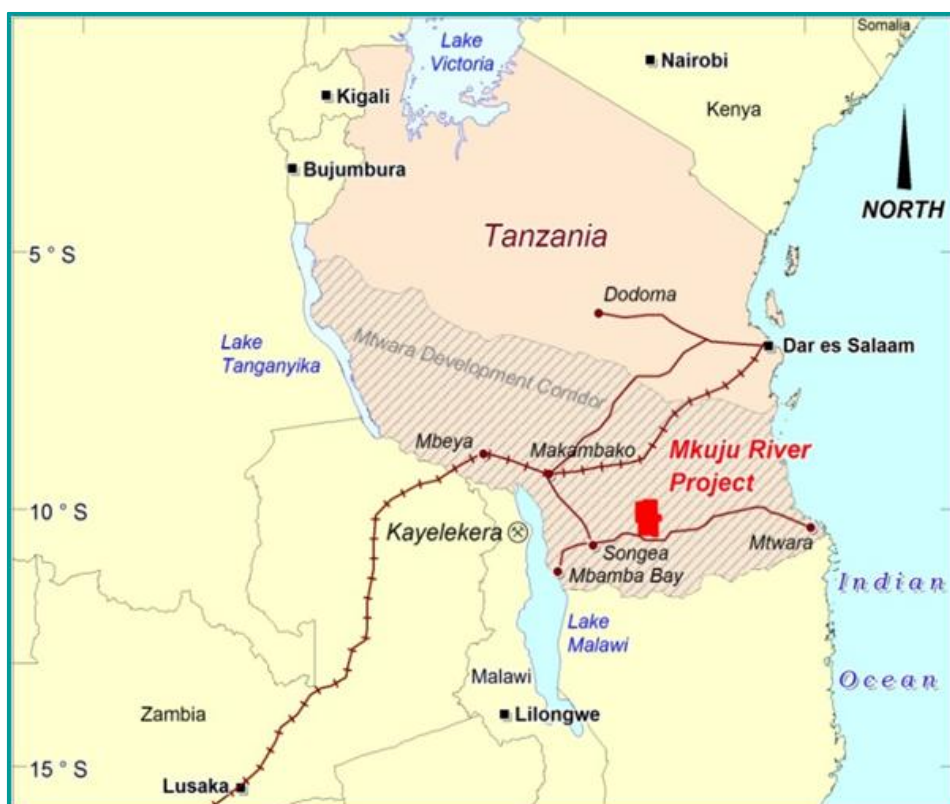 Somalia
Lake
Victoria
Nairobi
Kigali
Kenya
Bujumbura
NORTH
Tanzania
5 ° S
Dodoma
Lake
Tanganyika
Mtwara Development Corridor
Dar es Salaam
Mbeya
Makambako
Mkuju River
Project
10 ° S
Kayelekera
Songea
Mtwara
Mbamba Bay
Indian
Lake
Malawi
Malawi
Ocean
Zambia
Lilongwe
15 ° S
Lusaka